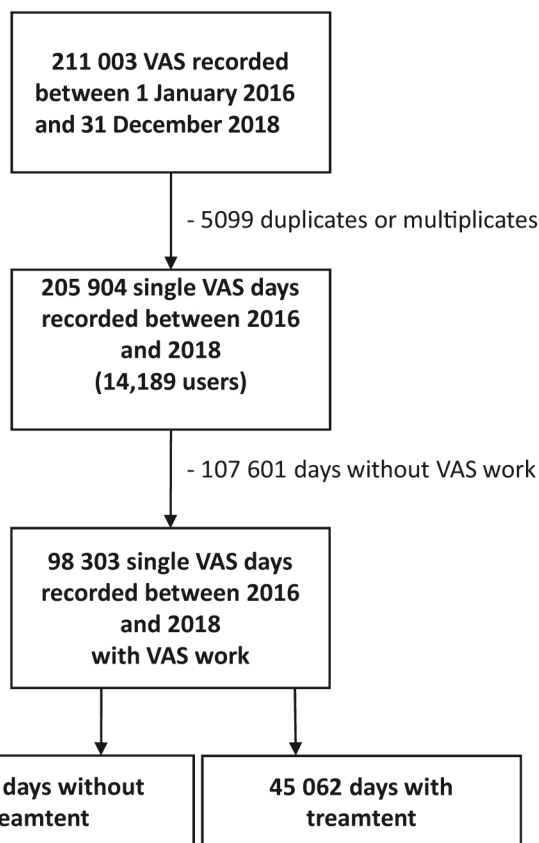 211 003 VAS recorded
between 1 January 2016
and 31 December 2018
- 5099 duplicates or multiplicates
205 904 single VAS days
recorded between 2016
and 2018
(14,189 users)
- 107 601 days without VAS work
98 303 single VAS days
recorded between 2016
and 2018
with VAS work
days without
eamtent
45 062 days with
treamtent